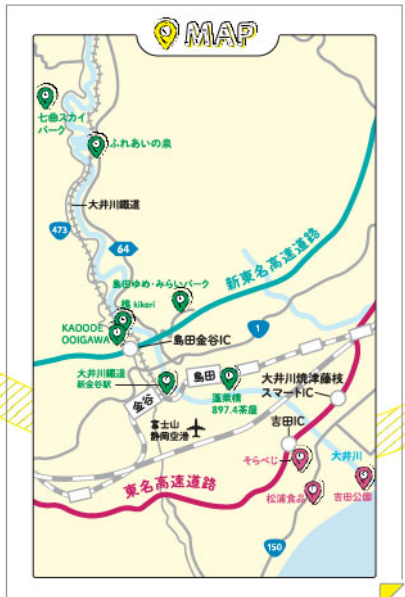 MAP
七曲スカイ
パーク
ふれあいの泉
大井川鐵道
473
64
新東名高速道路
島田ゆめ・みらいパーク
樵 kikori
KADODE
OOIGAWA
島田金谷IC
1
大井川鐵道
新金谷駅
島田
金谷
蓬莱橋
897.4茶屋
大井川焼津藤枝
スマートIC
富士山
静岡空港
吉田IC
大井川
そらべじ
東名高速道路
松浦食品
吉田公園
150